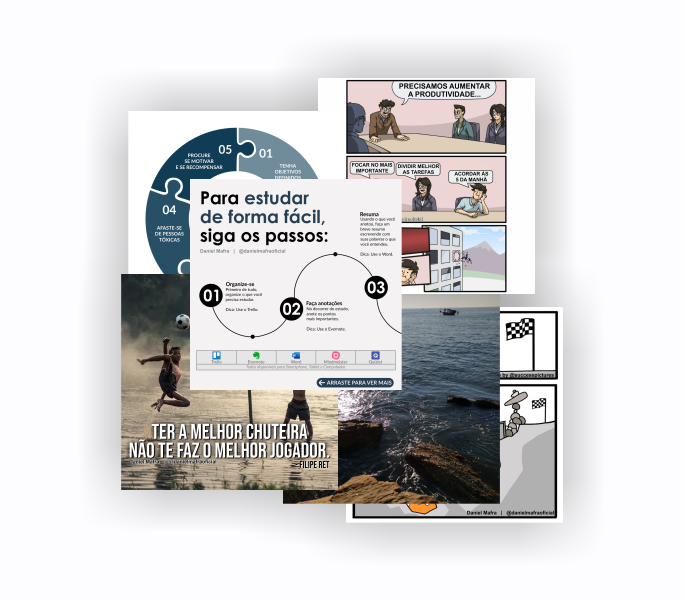 PRECISAMOS AUMENTAR
A PRODUTIVIDADE...
FOCAR NO MAIS
IMPORTANTE
DIVIDIR MELHOR
AS TAREFAS
ACORDAR ÀS
5 DA MANHÃ
05
PROCURE
SE MOTIVAR
E SE RECOMPENSAR
01
TENHA
OBJETIVOS
DEFINIDOS
04
AFASTE-SE
DE PESSOAS
TÓXICAS
Para estudar
de forma fácil,
siga os passos:
Daniel Mafra | @danielmafraoficial
Resuma
Usando o que você
anotou, faça um
breve resumo
escrevendo com
suas palavras o que
você entendeu.
Dica: Use o Word.
01
Organize-se
Primeiro de tudo,
organize o que você
precisa estudar.
Dica: Use o Trello.
02
Faça anotações
No decorrer do estudo,
anote os pontos
mais importantes.
Dica: Use o Evernote.
03
Trello
Evernote
Word
Mindmeister
Quizlet
Todos disponíveis para Smartphone, Tablet e Computador.
ARRASTE PARA VER MAIS
TER A MELHOR CHUTEIRA
NÃO TE FAZ O MELHOR JOGADOR.
Daniel Mafra | @danielmafraoficial
FILIPE RET
Daniel Mafra | @danielmafraoficial